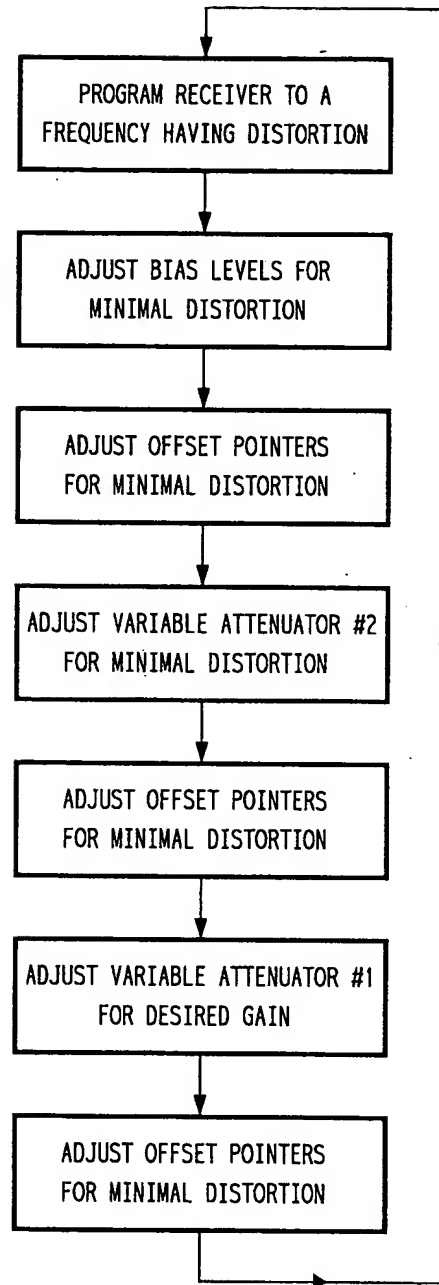 PROGRAM RECEIVER TO A
FREQUENCY HAVING DISTORTION
ADJUST BIAS LEVELS FOR
MINIMAL DISTORTION
ADJUST OFFSET POINTERS
FOR MINIMAL DISTORTION
ADJUST VARIABLE ATTENUATOR #2
FOR MINIMAL DISTORTION
ADJUST OFFSET POINTERS
FOR MINIMAL DISTORTION
ADJUST VARIABLE ATTENUATOR #1
FOR DESIRED GAIN
ADJUST OFFSET POINTERS
FOR MINIMAL DISTORTION